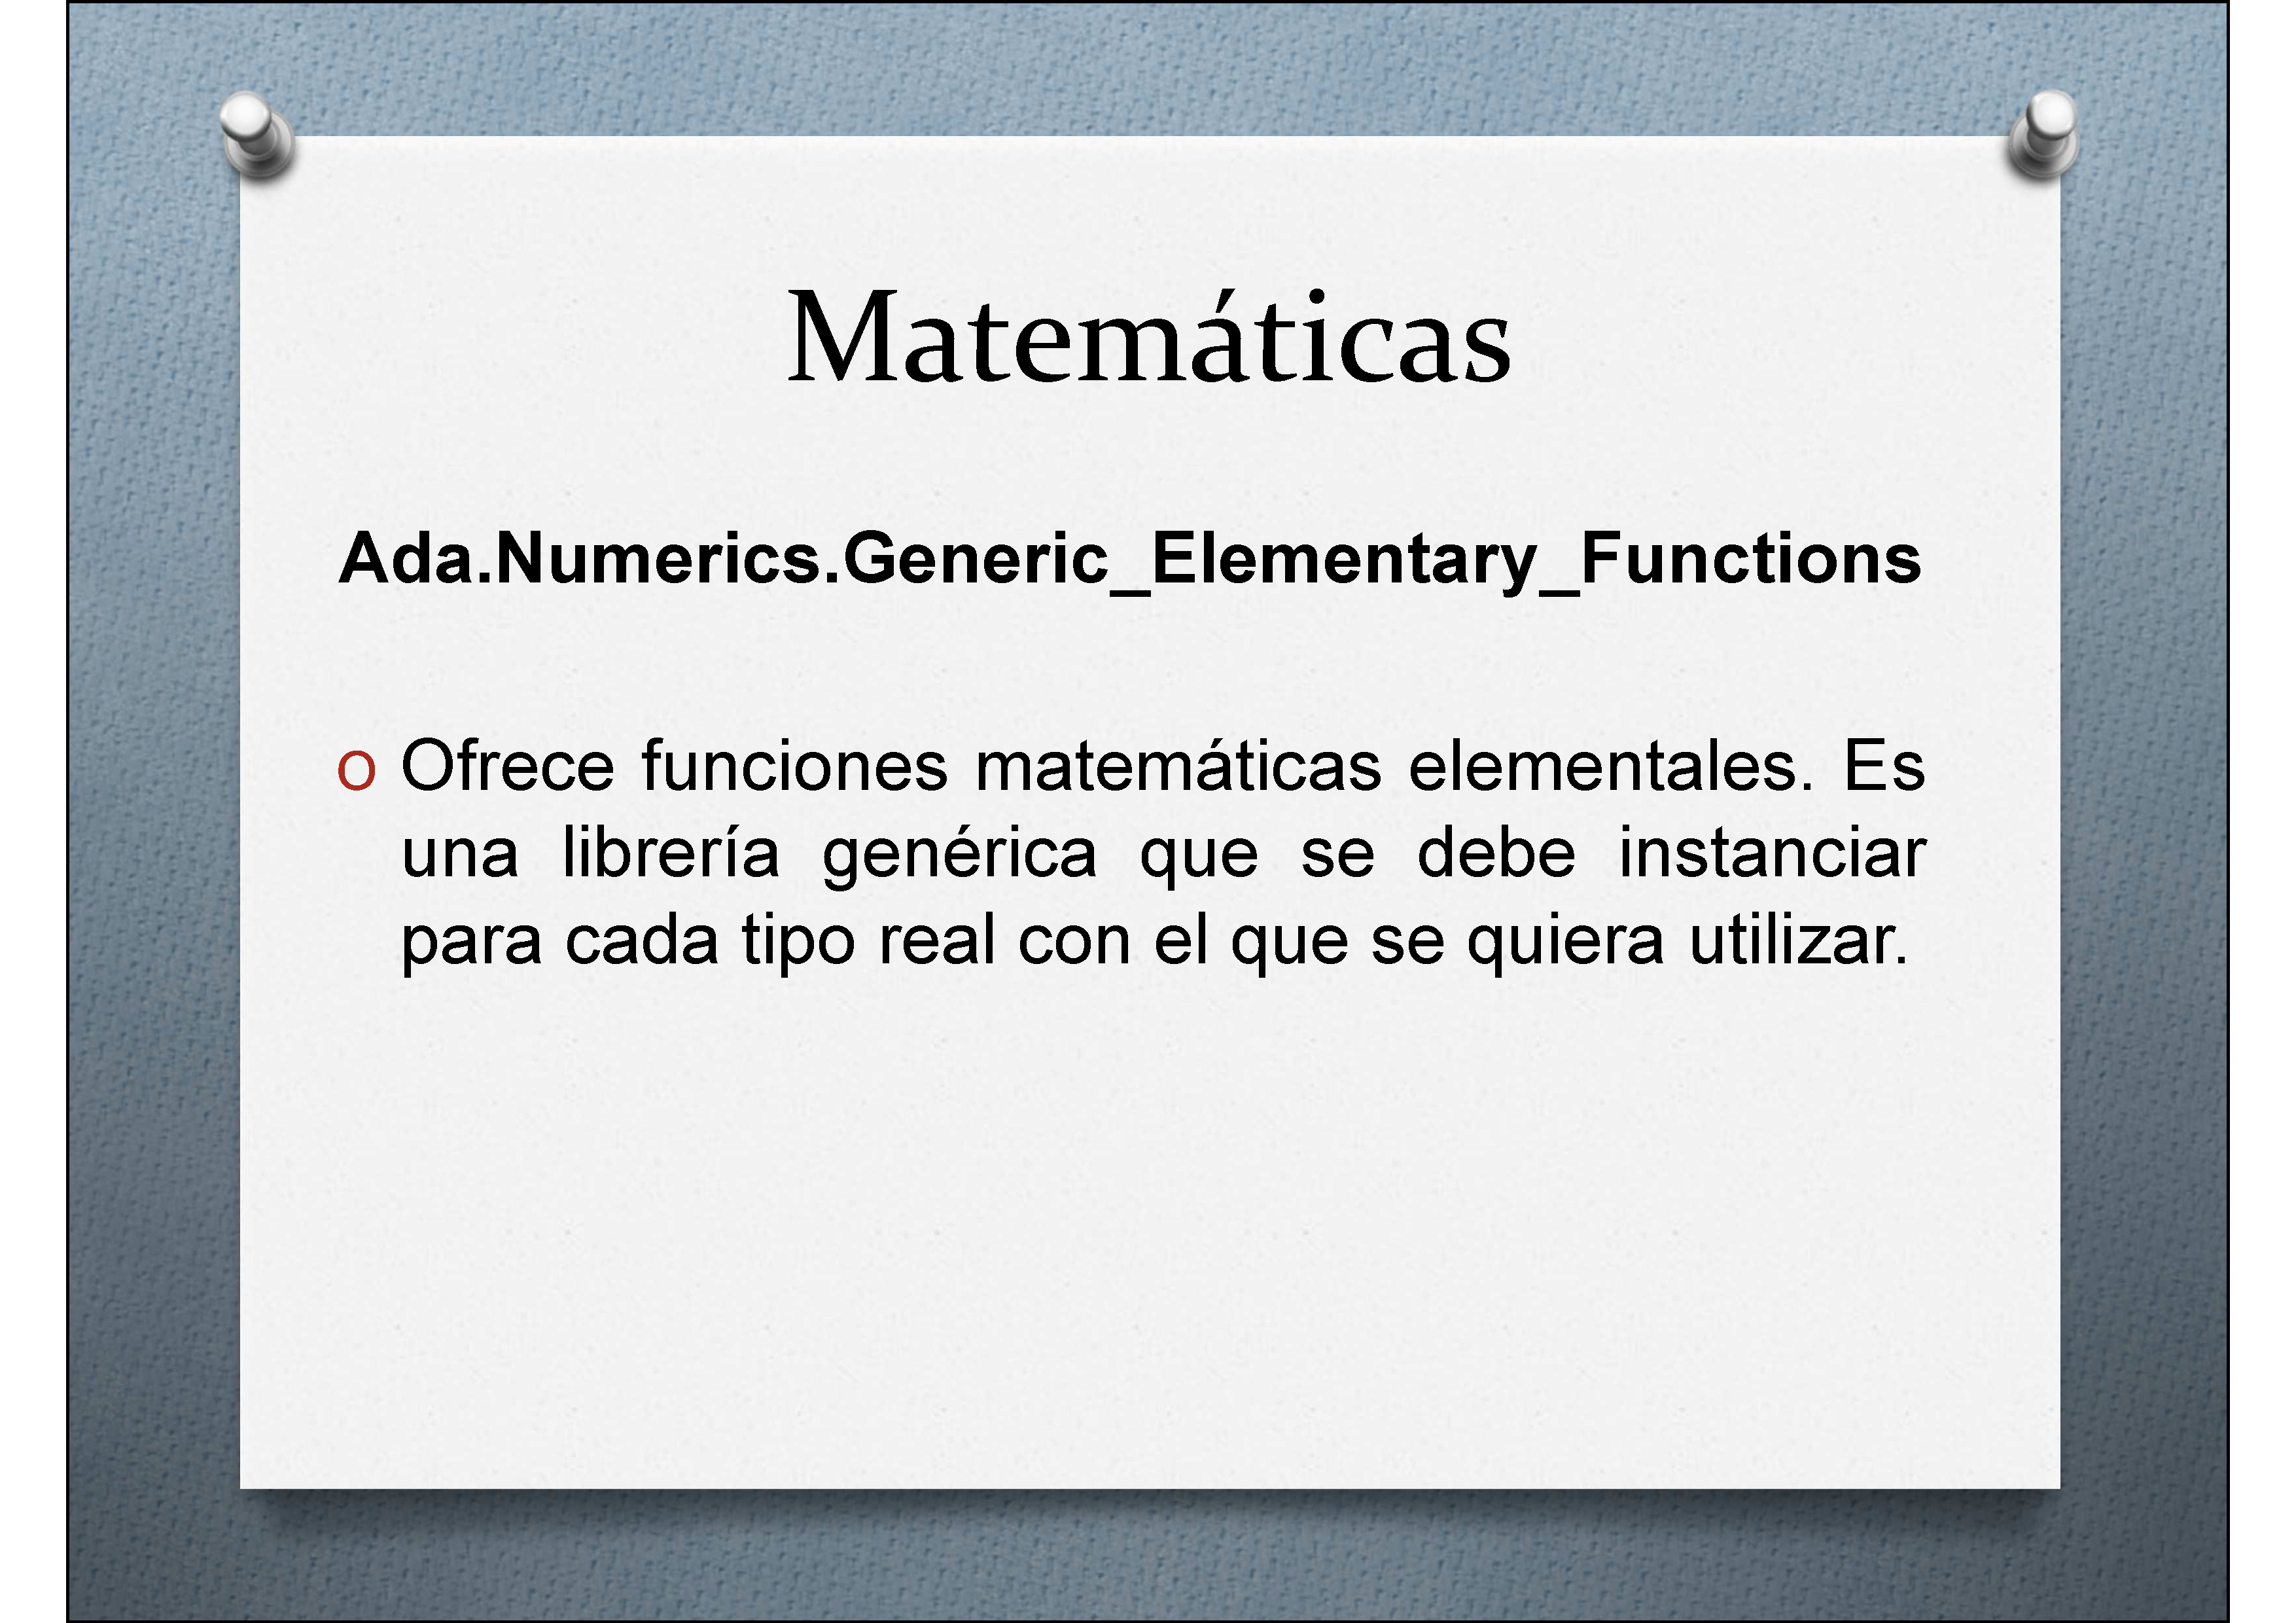 Matemáticas
Ada.Numerics.Generic_Elementary_Functions
o Ofrece funciones matemáticas elementales. Es
una librería genérica que se debe instanciar
para cada tipo real con el que se quiera utilizar.